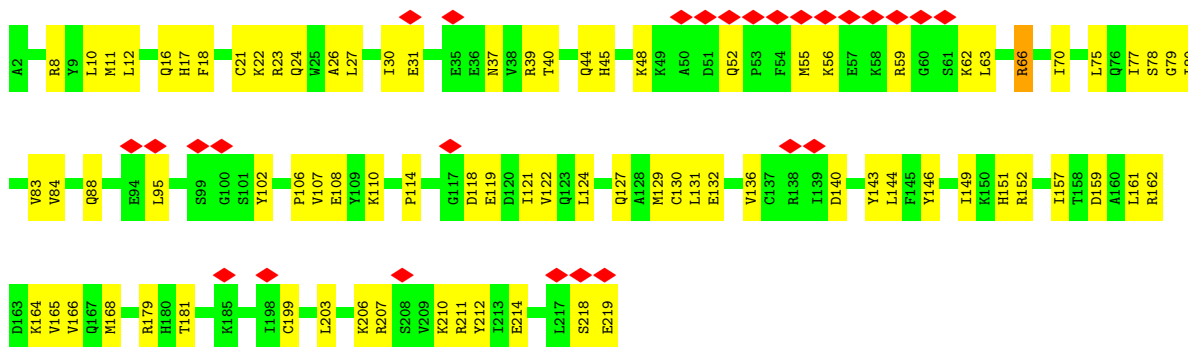 A2 R8 Y9 L10 M11 L12 Q16 H17 F18 C21 K22 R23 Q24 W25 A26 L27 I30 E31 E35 E36 N37 V38 R39 T40 Q44 H45 K48 K49 A50 D51 Q52 P53 F54 M55 K56 E57 K58 R59 G60 S61 K62 L63 R66 I70 L75 Q76 I77 S78 G79
V83 V84 Q88 E94 L95 S99 G100 S101 Y102 P106 V107 E108 Y109 K110 P114 G117 D118 E119 D120 I121 V122 Q123 L124 Q127 A128 M129 C130 L131 E132 V136 C137 R138 I139 D140 Y143 L144 F145 Y146 I149 K150 H151 R152 I157 T158 D159 A160 L161 R162
D163 K164 V165 V166 Q167 M168 R179 H180 T181 K185 I198 C199 L203 K206 R207 S208 V209 K210 R211 Y212 I213 E214 L217 S218 E219